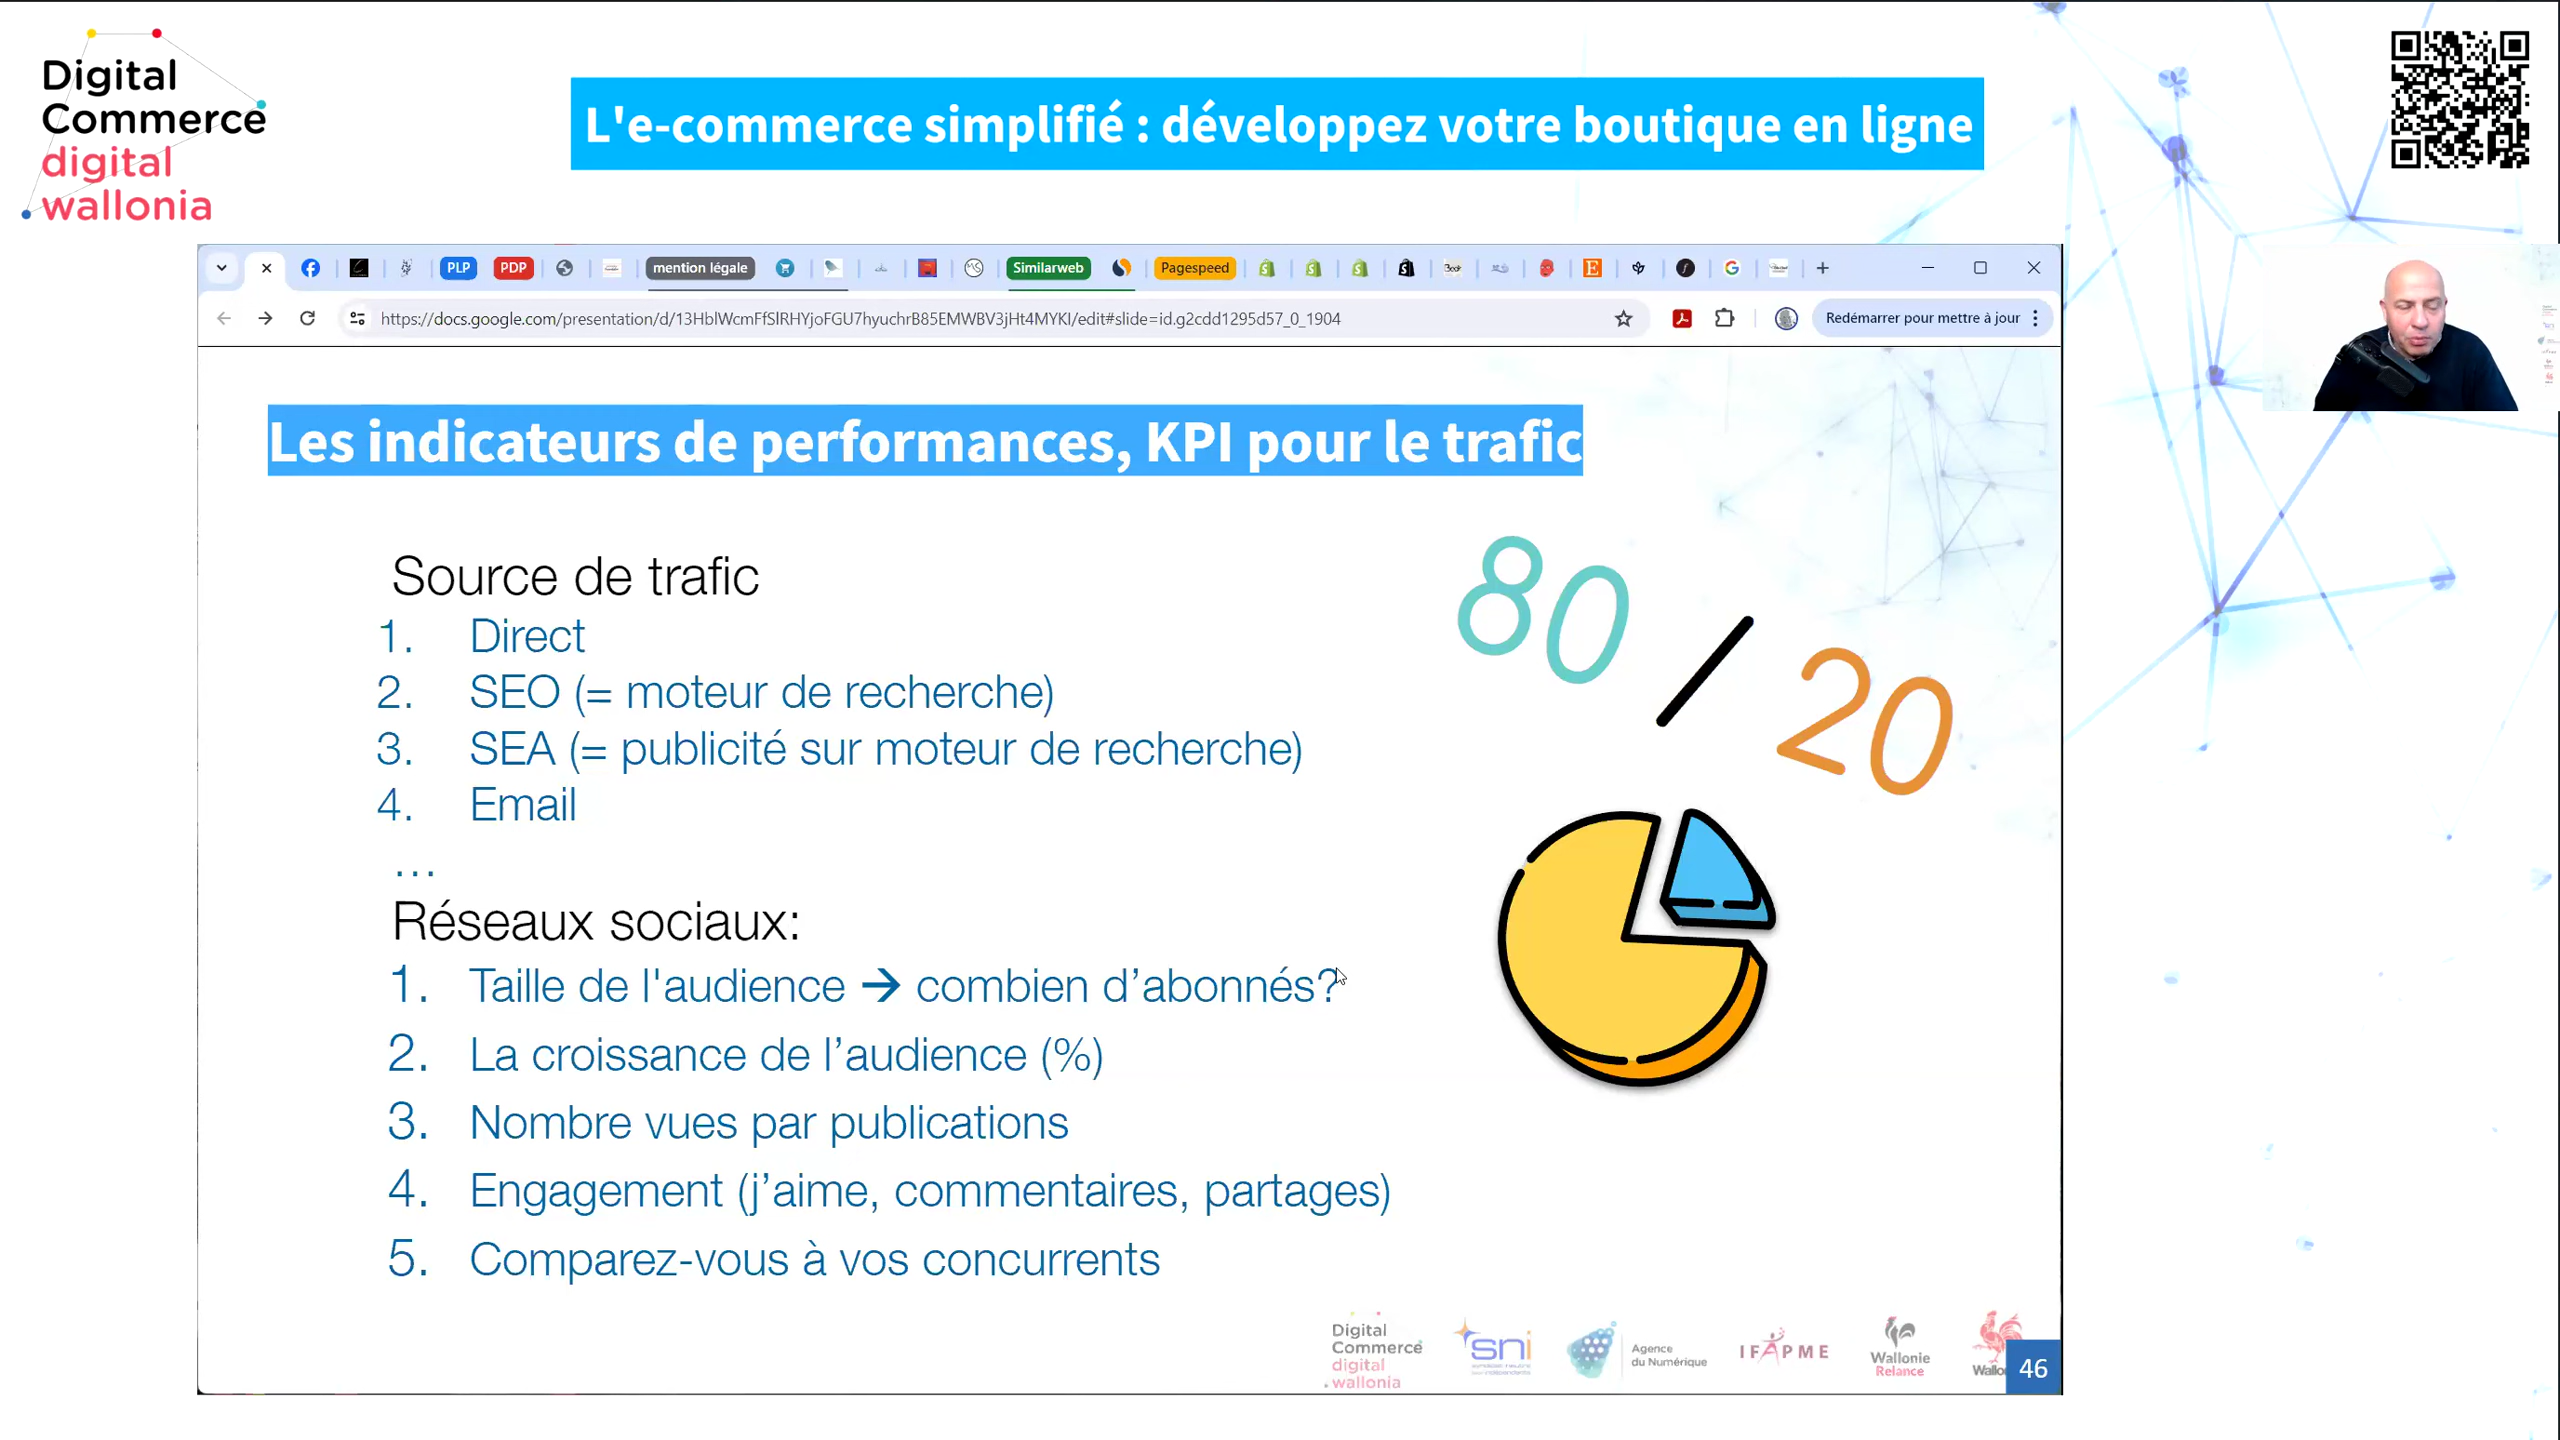 Digital
Commerce
digital
wallonia
L'e-commerce simplifié : développez votre boutique en ligne
PLP
PDP
mention légale
Similarweb
Pagespeed
https://docs.google.com/presentation/d/13HblWcmFfSlRHYjoFGU7hyuchrB85EMWBV3jHt4MYKI/edit#slide=id.g2cdd1295d57_0_1904
Redémarrer pour mettre à jour
Les indicateurs de performances, KPI pour le trafic
80 / 20
Source de trafic
1. Direct
2. SEO (= moteur de recherche)
3. SEA (= publicité sur moteur de recherche)
4. Email
…
Réseaux sociaux:
1. Taille de l'audience → combien d’abonnés?
2. La croissance de l’audience (%)
3. Nombre vues par publications
4. Engagement (j’aime, commentaires, partages)
5. Comparez-vous à vos concurrents
Digital
Commerce
digital
wallonia
sni
Agence
du Numérique
IFAPME
Wallonie
Relance
Wallo
46